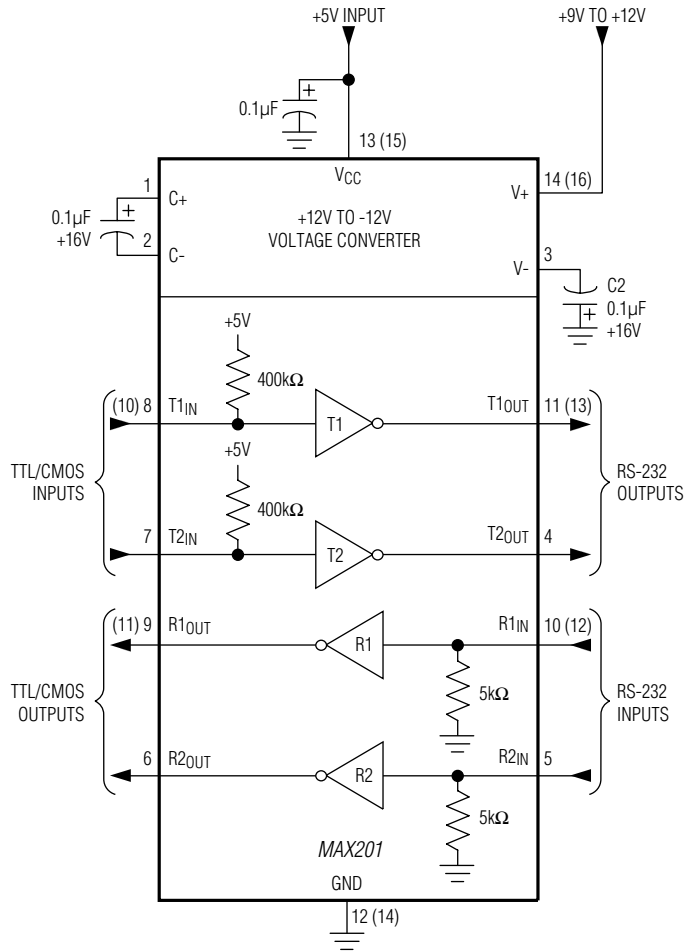 +5V INPUT
+9V TO +12V
0.1µF
+
13 (15)
VCC
1
C+
0.1µF
+16V
+
2
C-
+12V TO -12V
VOLTAGE CONVERTER
14 (16)
V+
3
V-
C2
0.1µF
+
+16V
+5V
400kΩ
(10) 8
T1IN
T1
T1OUT
11 (13)
TTL/CMOS
INPUTS
+5V
400kΩ
RS-232
OUTPUTS
7
T2IN
T2
T2OUT
4
(11) 9
R1OUT
R1
R1IN
10 (12)
TTL/CMOS
OUTPUTS
5kΩ
RS-232
INPUTS
6
R2OUT
R2
R2IN
5
5kΩ
MAX201
GND
12 (14)